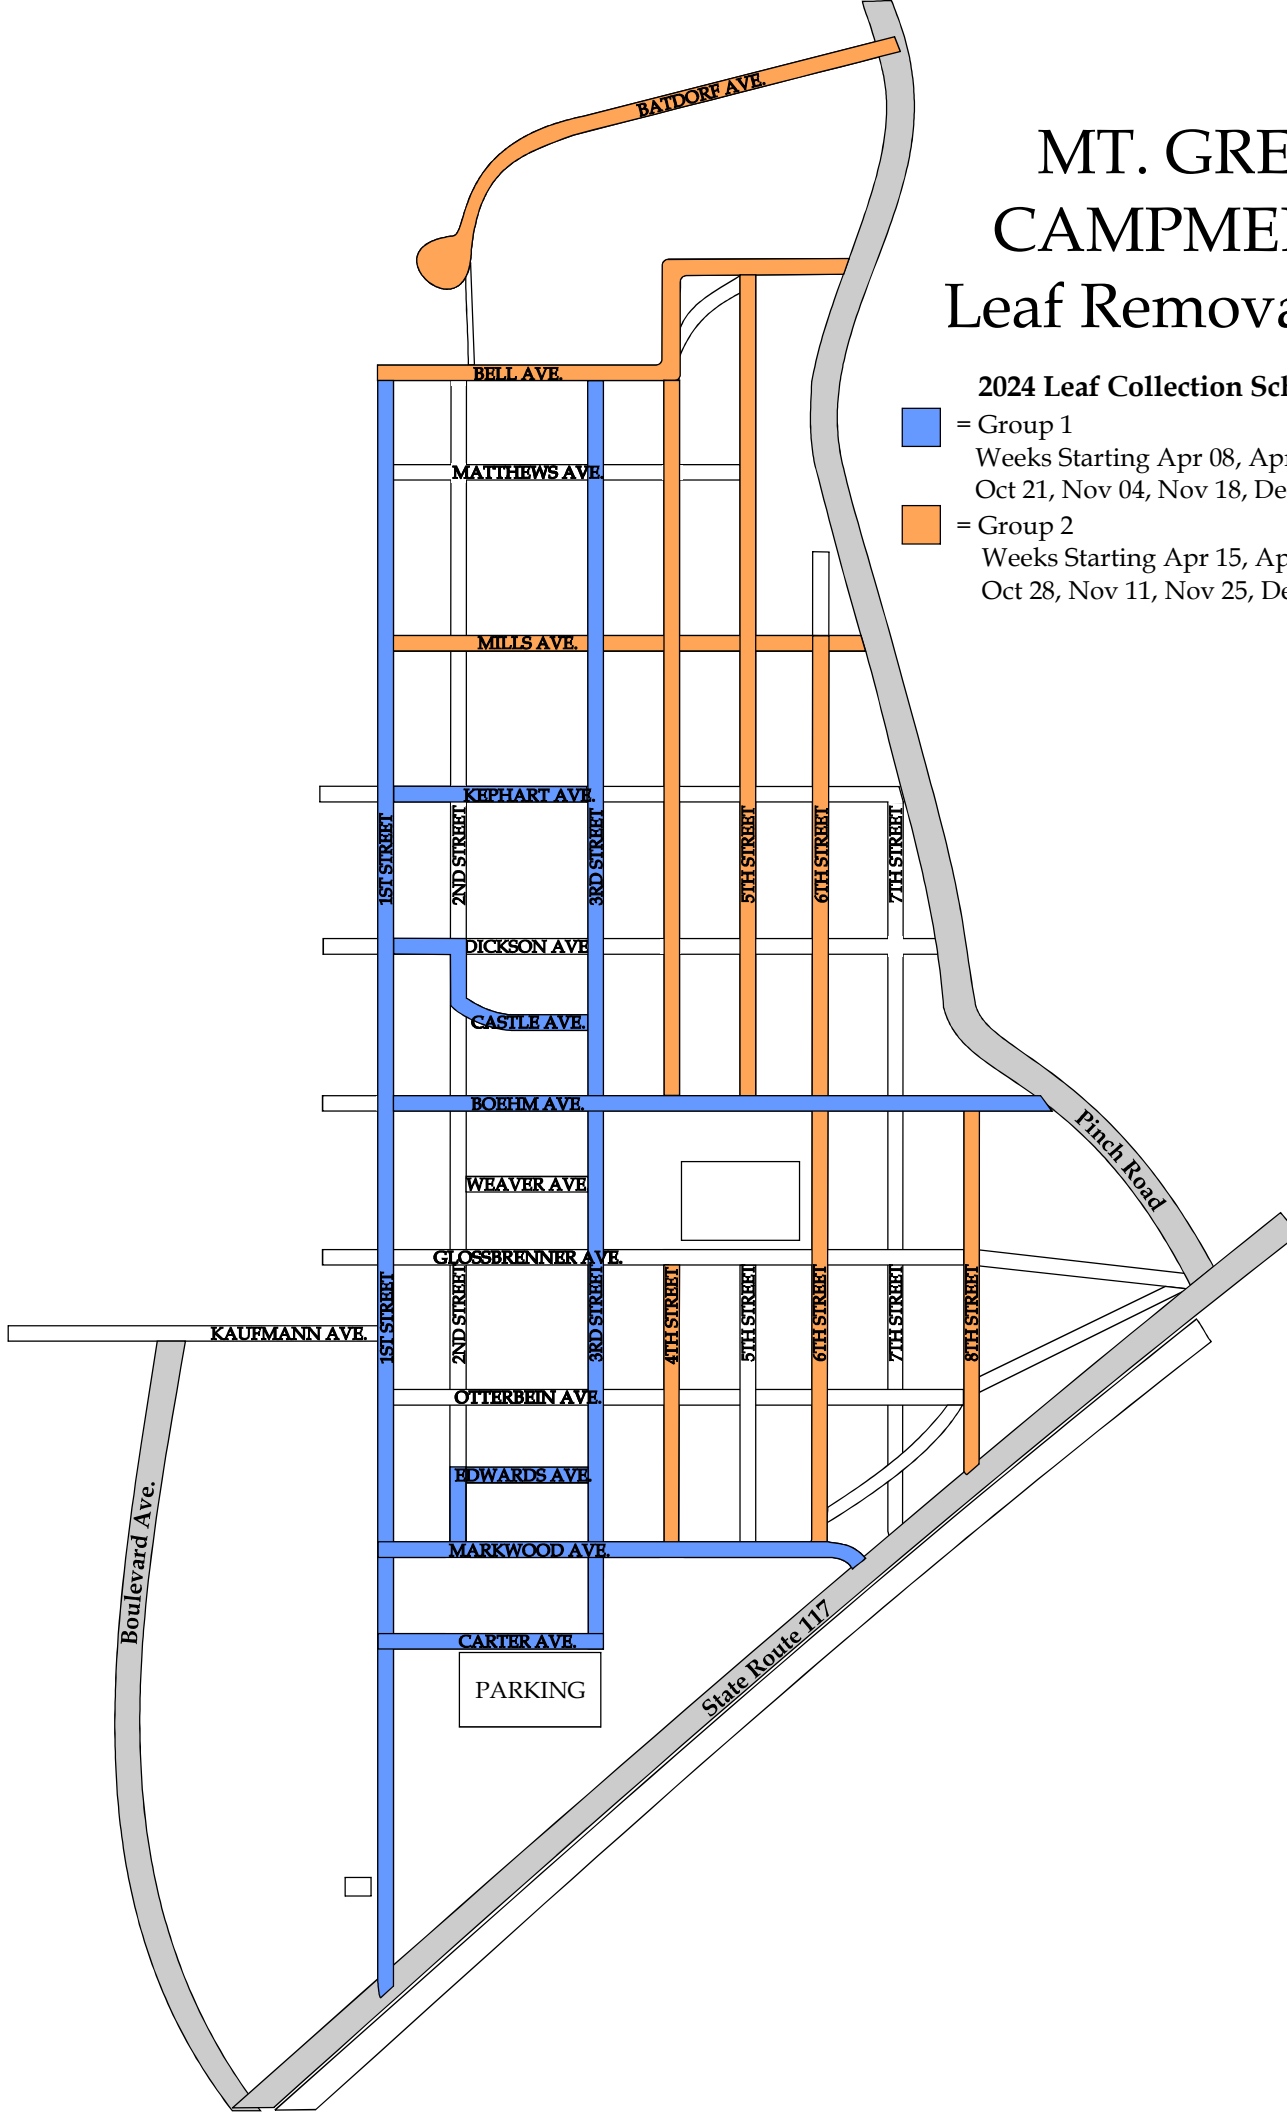 BATDORF AVE.
MT. GRE
CAMPME
Leaf Remova
BELL AVE.
2024 Leaf Collection Sch
= Group 1
Weeks Starting Apr 08, Apr
Oct 21, Nov 04, Nov 18, De
= Group 2
Weeks Starting Apr 15, Ap
Oct 28, Nov 11, Nov 25, De
MATTHEWS AVE.
MILLS AVE.
KEPHART AVE.
1ST STREET
2ND STREET
3RD STREET
5TH STREET
6TH STREET
7TH STREET
DICKSON AVE
CASTLE AVE.
BOEHM AVE.
Pinch Road
WEAVER AVE
GLOSSBRENNER AVE.
1ST STREET
2ND STREET
3RD STREET
4TH STREET
5TH STREET
6TH STREET
7TH STREET
8TH STREET
KAUFMANN AVE.
OTTERBEIN AVE.
EDWARDS AVE.
Boulevard Ave.
MARKWOOD AVE.
State Route 117
CARTER AVE.
PARKING